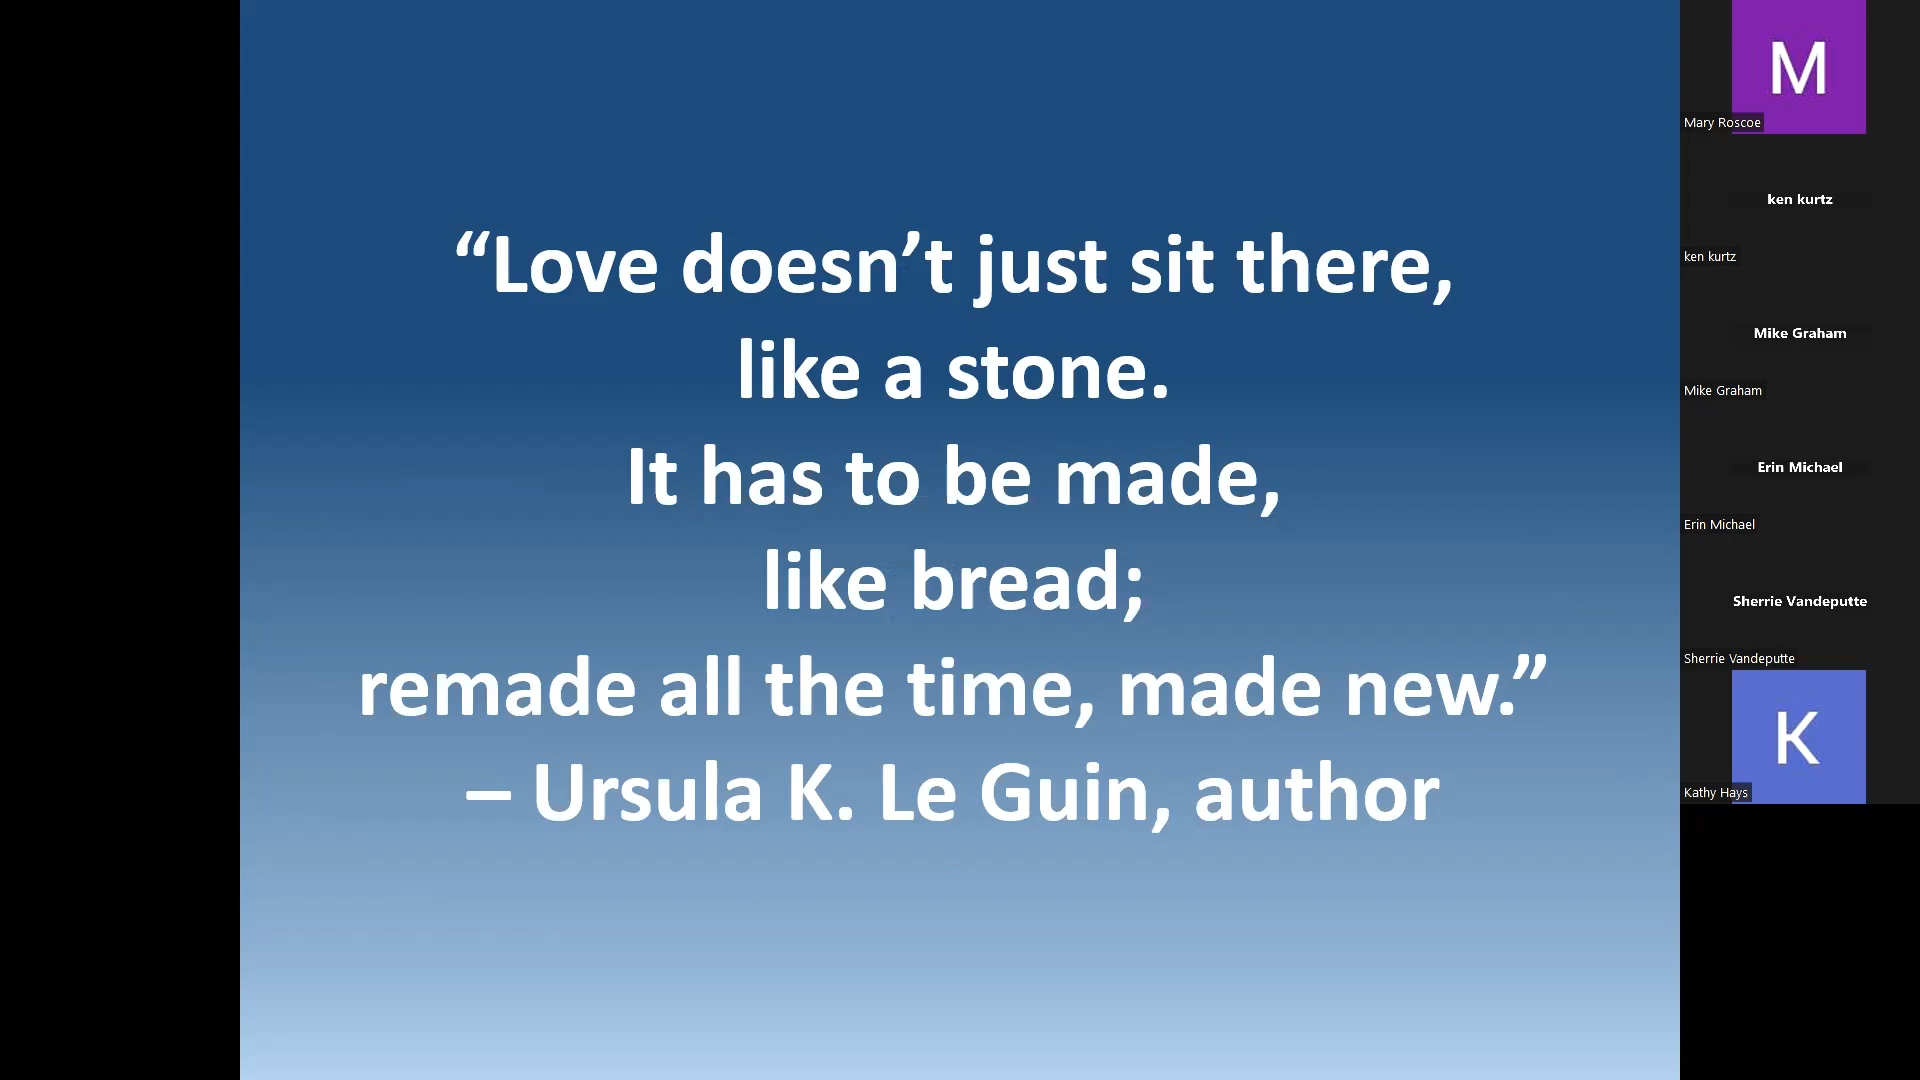 “Love doesn’t just sit there,
like a stone.
It has to be made,
like bread;
remade all the time, made new.”
– Ursula K. Le Guin, author
M
Mary Roscoe
ken kurtz
ken kurtz
Mike Graham
Mike Graham
Erin Michael
Erin Michael
Sherrie Vandeputte
Sherrie Vandeputte
K
Kathy Hays